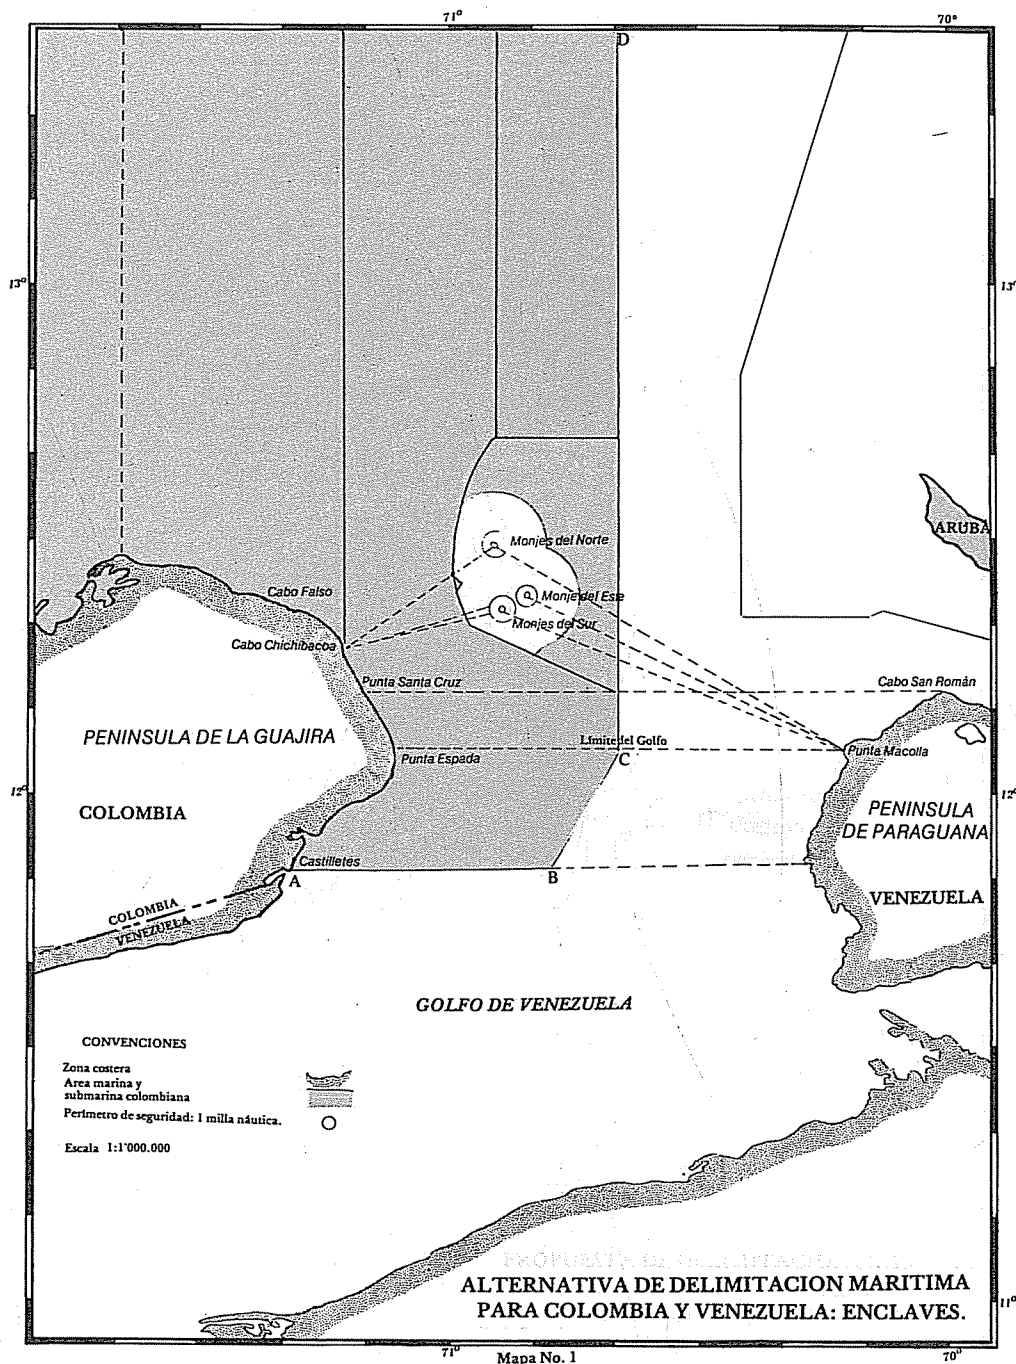 71°
70°
D
13°
13°
ARUBA
Monjes del Norte
Cabo Falso
Monje del Este
Monjes del Sur
Cabo Chichibacoa
Punta Santa Cruz
Cabo San Román
PENINSULA DE LA GUAJIRA
Límite del Golfo
Punta Espada
C
Punta Macolla
12°
12°
COLOMBIA
PENINSULA
DE PARAGUANA
Castilletes
A
B
VENEZUELA
COLOMBIA
VENEZUELA
GOLFO DE VENEZUELA
CONVENCIONES
Zona costera
Area marina y
submarina colombiana
Perímetro de seguridad: 1 milla náutica.
Escala 1:1'000.000
ALTERNATIVA DE DELIMITACION MARITIMA
PARA COLOMBIA Y VENEZUELA: ENCLAVES.
11°
71°
70°
Mapa No. 1